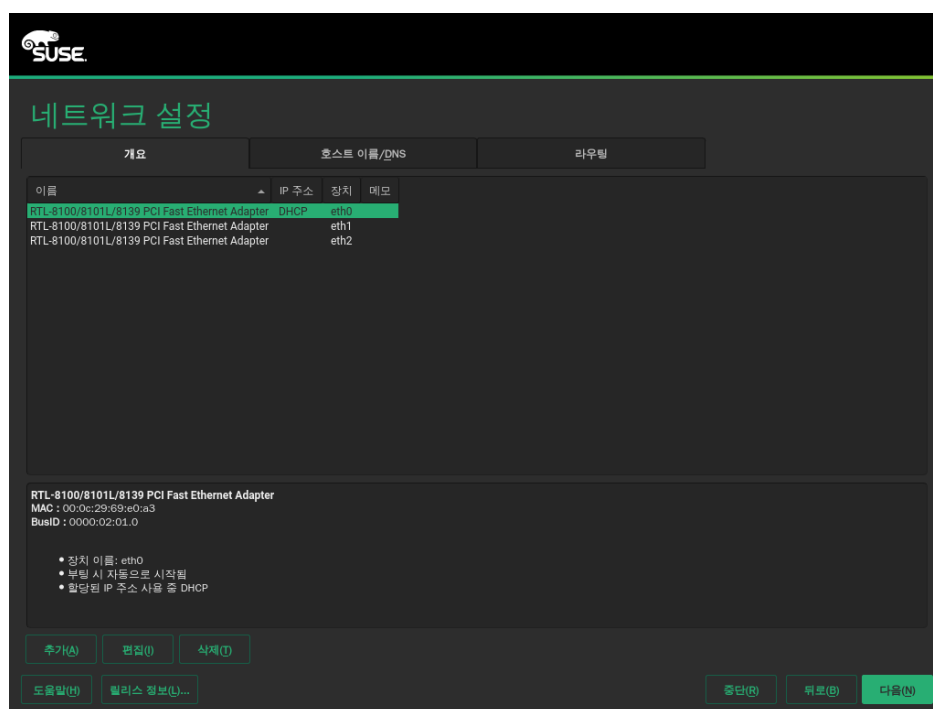 SUSE.
네트워크 설정
개요 호스트 이름/DNS 라우팅
이름 IP 주소 장치 메모
RTL-8100/8101L/8139 PCI Fast Ethernet Adapter DHCP eth0
RTL-8100/8101L/8139 PCI Fast Ethernet Adapter eth1
RTL-8100/8101L/8139 PCI Fast Ethernet Adapter eth2
RTL-8100/8101L/8139 PCI Fast Ethernet Adapter
MAC : 00:0c:29:69:e0:a3
BusID : 0000:02:01.0
• 장치 이름: eth0
• 부팅 시 자동으로 시작됨
• 할당된 IP 주소 사용 중 DHCP
추가(A) 편집(I) 삭제(T)
도움말(H) 릴리스 정보(L)... 중단(R) 뒤로(B) 다음(N)